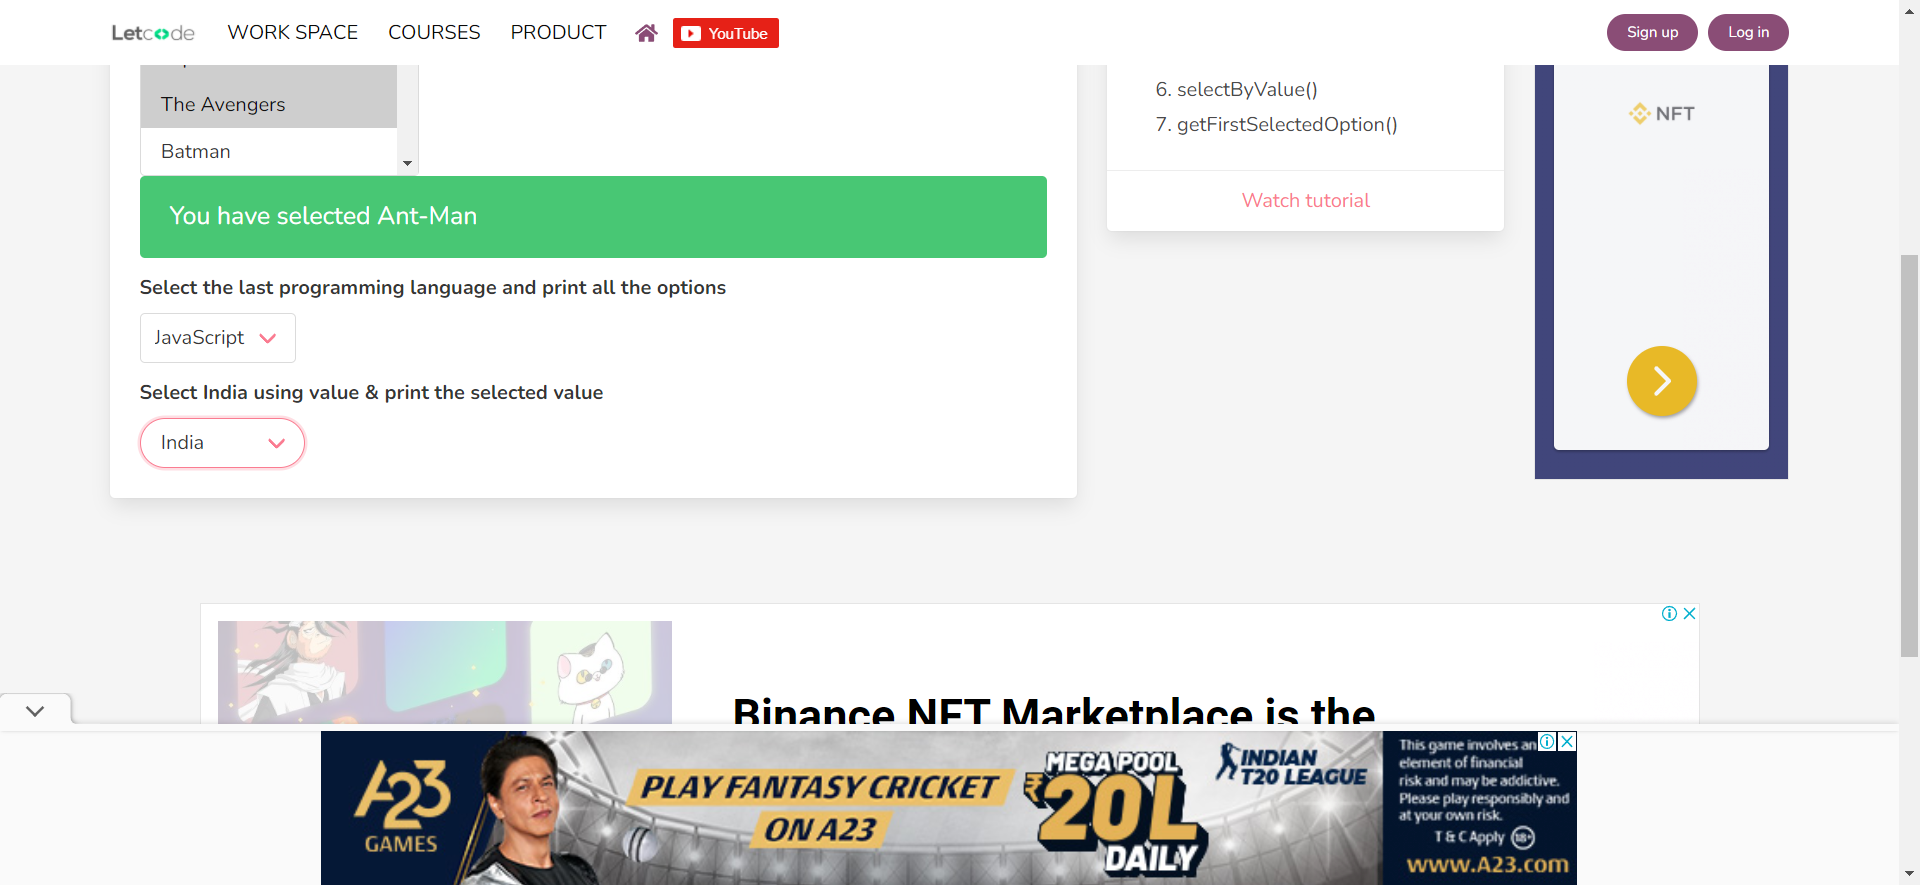 Letcode
WORK SPACE
COURSES
PRODUCT
YouTube
Sign up
Log in
The Avengers
Batman
You have selected Ant-Man
Select the last programming language and print all the options
JavaScript
Select India using value & print the selected value
India
6. selectByValue()
7. getFirstSelectedOption()
Watch tutorial
NFT
Binance NFT Marketplace is the
A23
GAMES
PLAY FANTASY CRICKET
ON A23
MEGA POOL
₹20L
DAILY
INDIAN
T20 LEAGUE
This game involves an
element of financial
risk and may be addictive.
Please play responsibly and
at your own risk.
T & C Apply 18+
www.A23.com